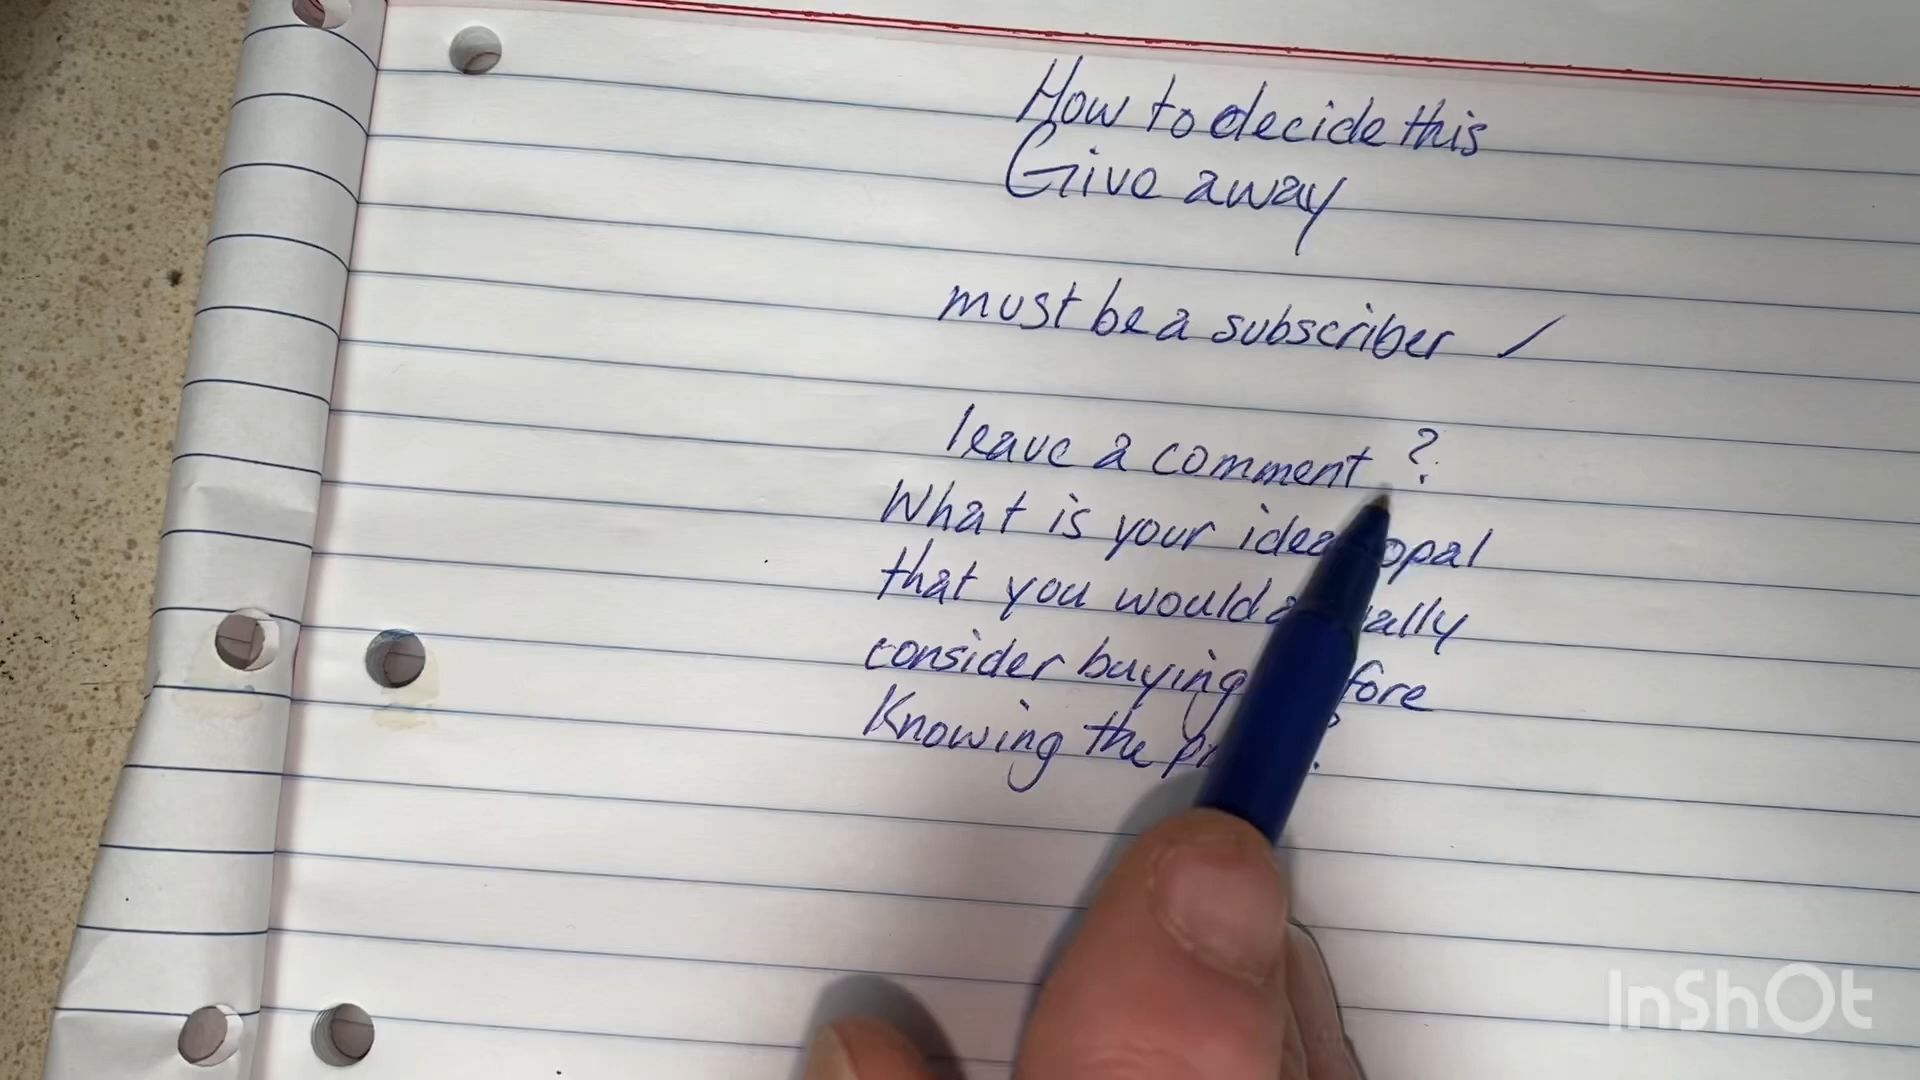 How to decide this
Give away
must be a subscriber
leave a comment ?
What is your idea opal
that you would
consider buying
Knowing the
InShOt